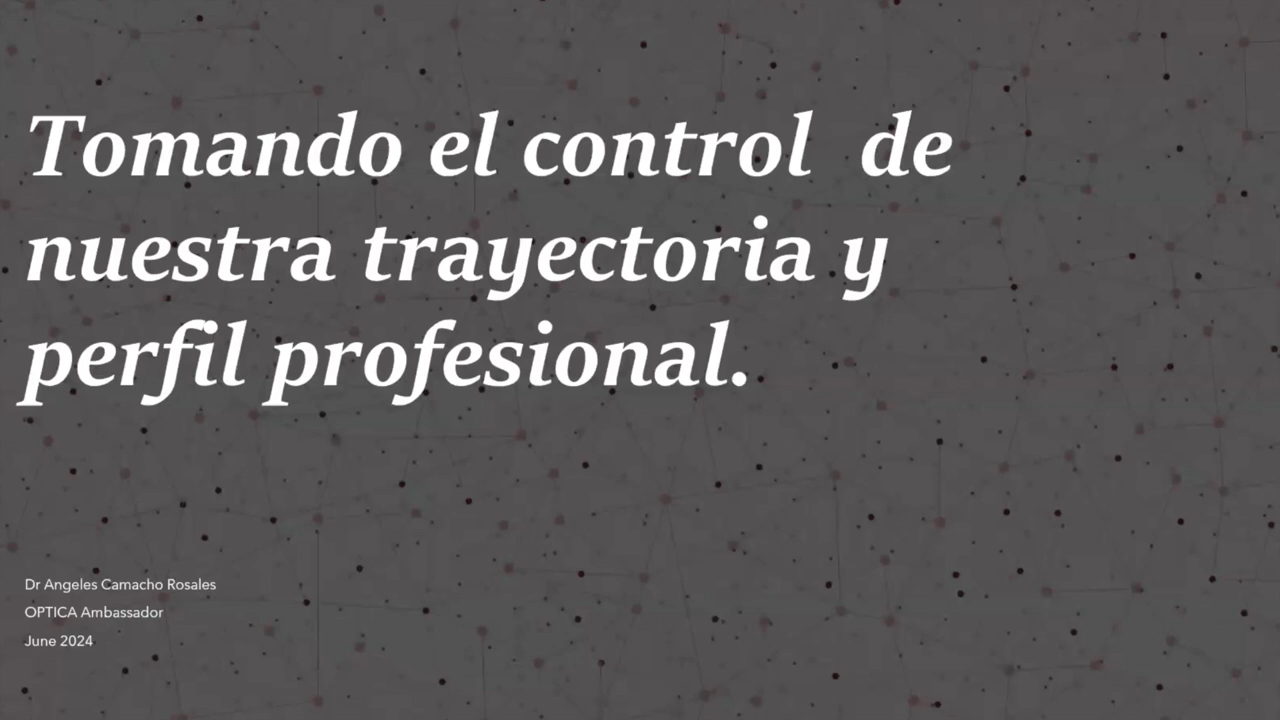 Tomando el control  de
nuestra trayectoria y
perfil profesional.
Dr Angeles Camacho Rosales
OPTICA Ambassador
June 2024